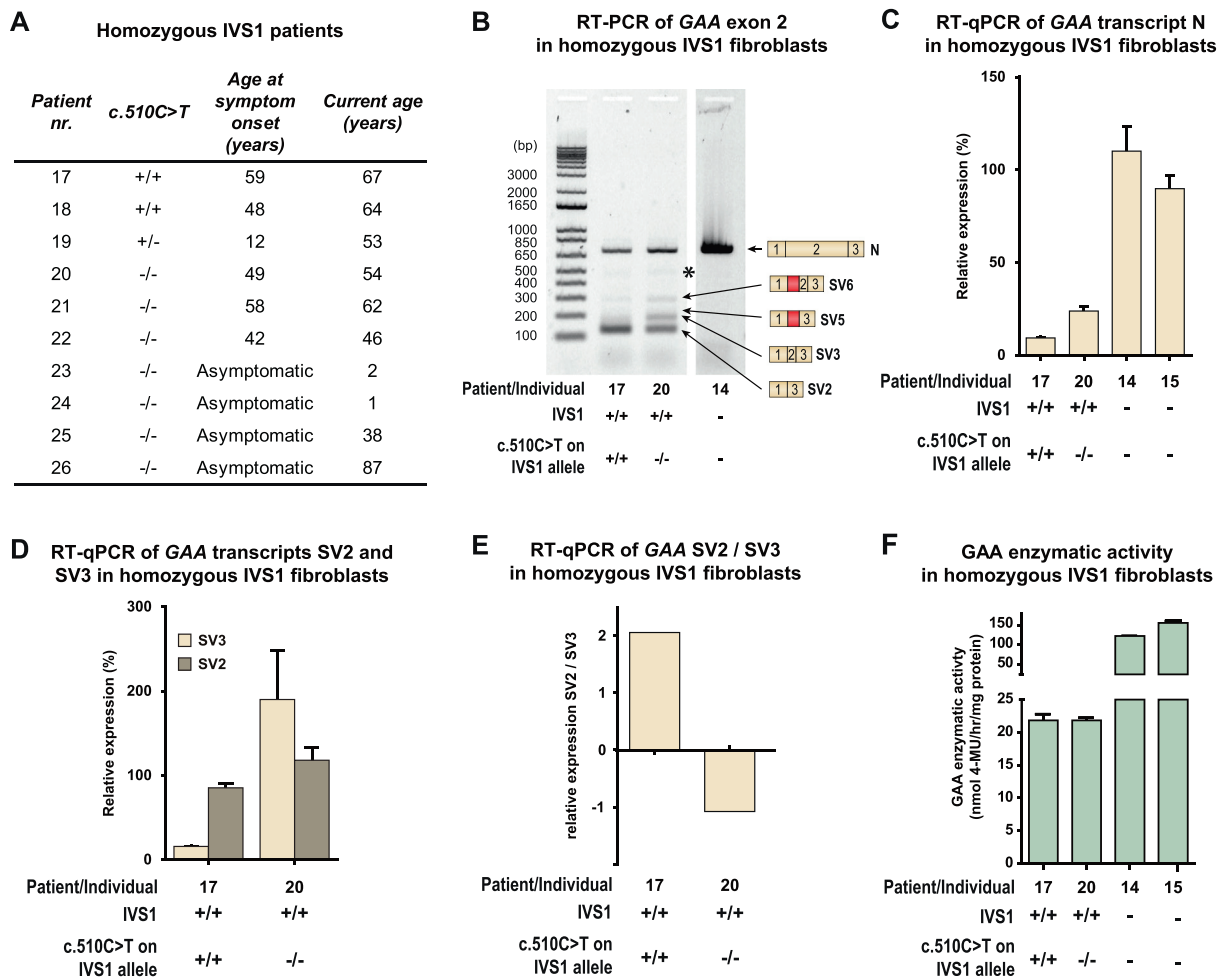 A
Homozygous IVS1 patients
Patient nr. c.510C>T Age at symptom onset (years) Current age (years)
17 +/+ 59 67
18 +/+ 48 64
19 +/- 12 53
20 -/- 49 54
21 -/- 58 62
22 -/- 42 46
23 -/- Asymptomatic 2
24 -/- Asymptomatic 1
25 -/- Asymptomatic 38
26 -/- Asymptomatic 87
B
RT-PCR of GAA exon 2
in homozygous IVS1 fibroblasts
(bp)
3000
2000
1650
1000
850
650
500
400
300
200
100
*
1 2 3 N
1 2 3 SV6
1 3 SV5
1 2 3 SV3
1 3 SV2
Patient/Individual 17 20 14
IVS1 +/+ +/+ -
c.510C>T on
IVS1 allele +/+ -/- -
C
RT-qPCR of GAA transcript N
in homozygous IVS1 fibroblasts
Relative expression (%)
150
100
50
0
Patient/Individual 17 20 14 15
IVS1 +/+ +/+ - -
c.510C>T on
IVS1 allele +/+ -/- - -
D
RT-qPCR of GAA transcripts SV2 and
SV3 in homozygous IVS1 fibroblasts
Relative expression (%)
300
200
100
0
SV3
SV2
Patient/Individual 17 20
IVS1 +/+ +/+
c.510C>T on
IVS1 allele +/+ -/-
E
RT-qPCR of GAA SV2 / SV3
in homozygous IVS1 fibroblasts
relative expression SV2 / SV3
2
1
0
-1
Patient/Individual 17 20
IVS1 +/+ +/+
c.510C>T on
IVS1 allele +/+ -/-
F
GAA enzymatic activity
in homozygous IVS1 fibroblasts
GAA enzymatic activty
(nmol 4-MU/hr/mg protein)
150
100
50
25
20
15
10
5
0
Patient/Individual 17 20 14 15
IVS1 +/+ +/+ - -
c.510C>T on
IVS1 allele +/+ -/- - -